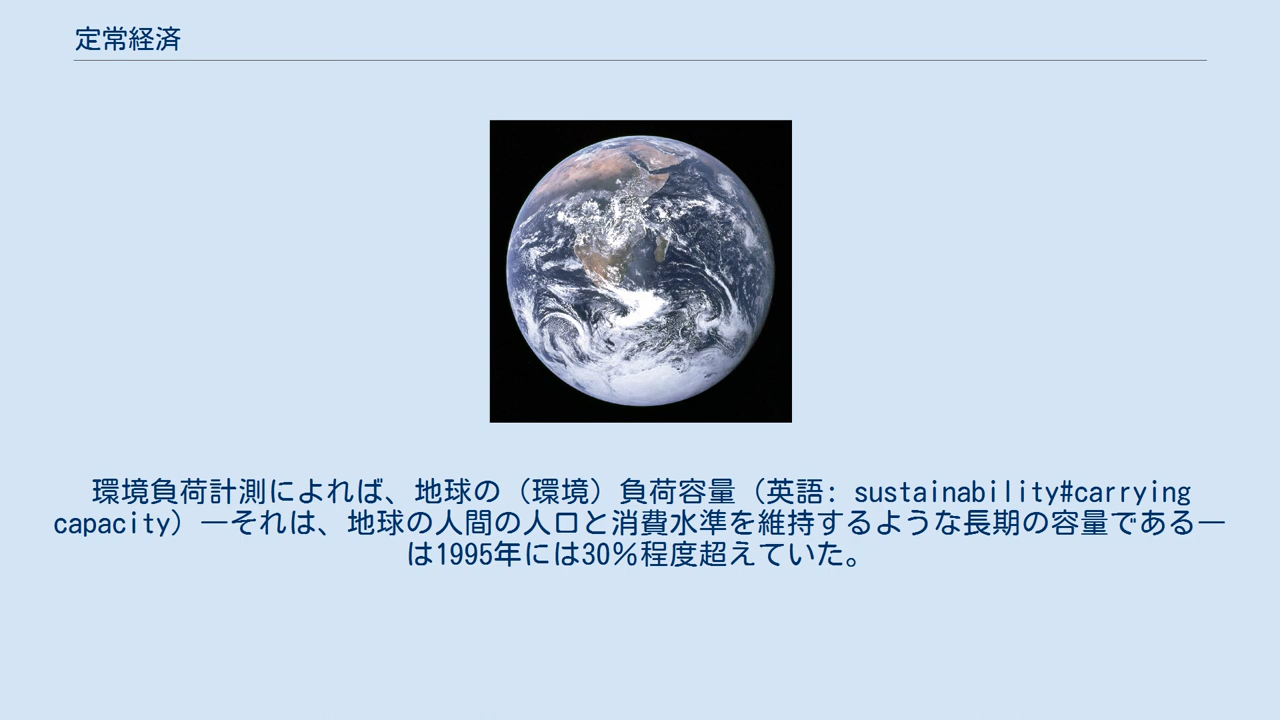 定常経済
環境負荷計測によれば、地球の（環境）負荷容量（英語: sustainability#carrying
capacity）―それは、地球の人間の人口と消費水準を維持するような長期の容量である―
は1995年には30％程度超えていた。